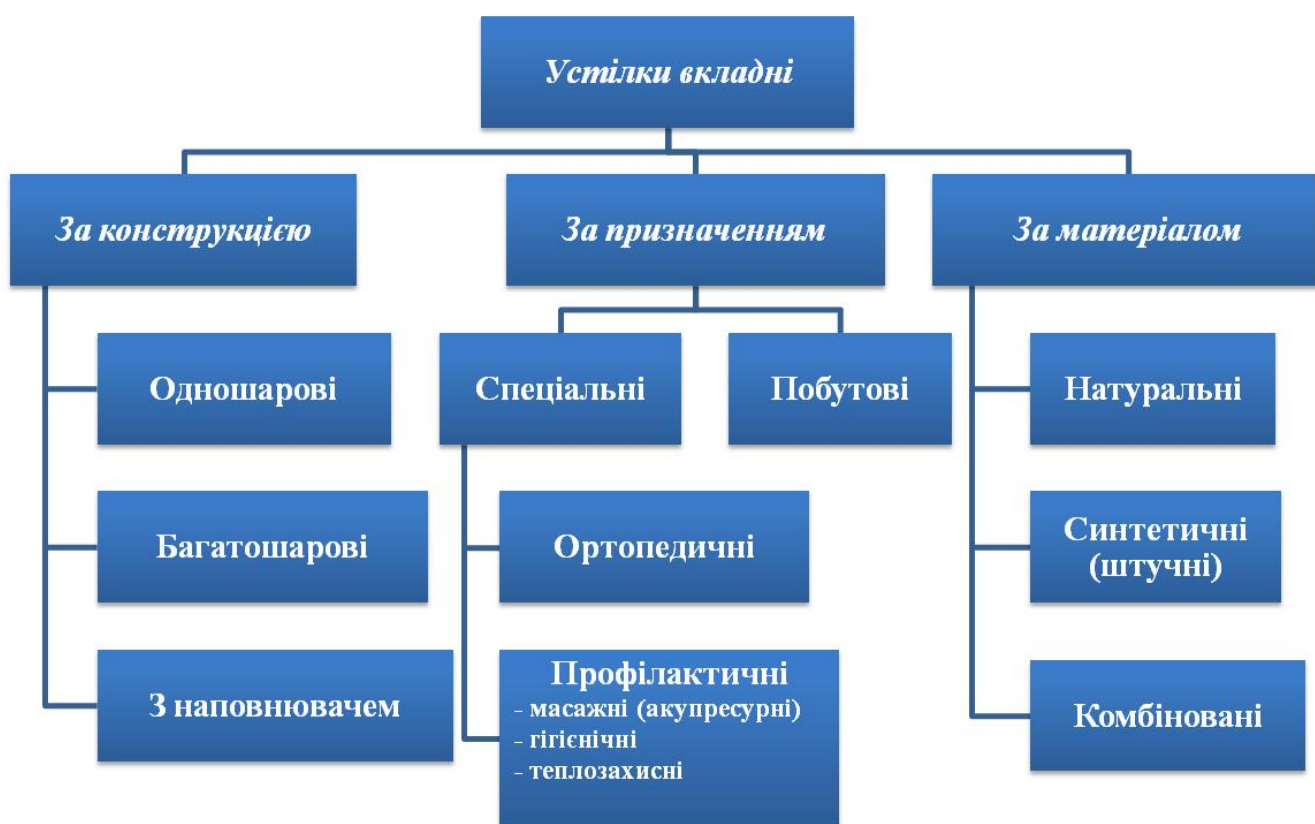 Устілки вкладні
За конструкцією
За призначенням
За матеріалом
Одношарові
Спеціальні
Побутові
Натуральні
Багатошарові
Ортопедичні
Синтетичні
(штучні)
З наповнювачем
Профілактичні
- масажні (акупресурні)
- гігієнічні
- теплозахисні
Комбіновані